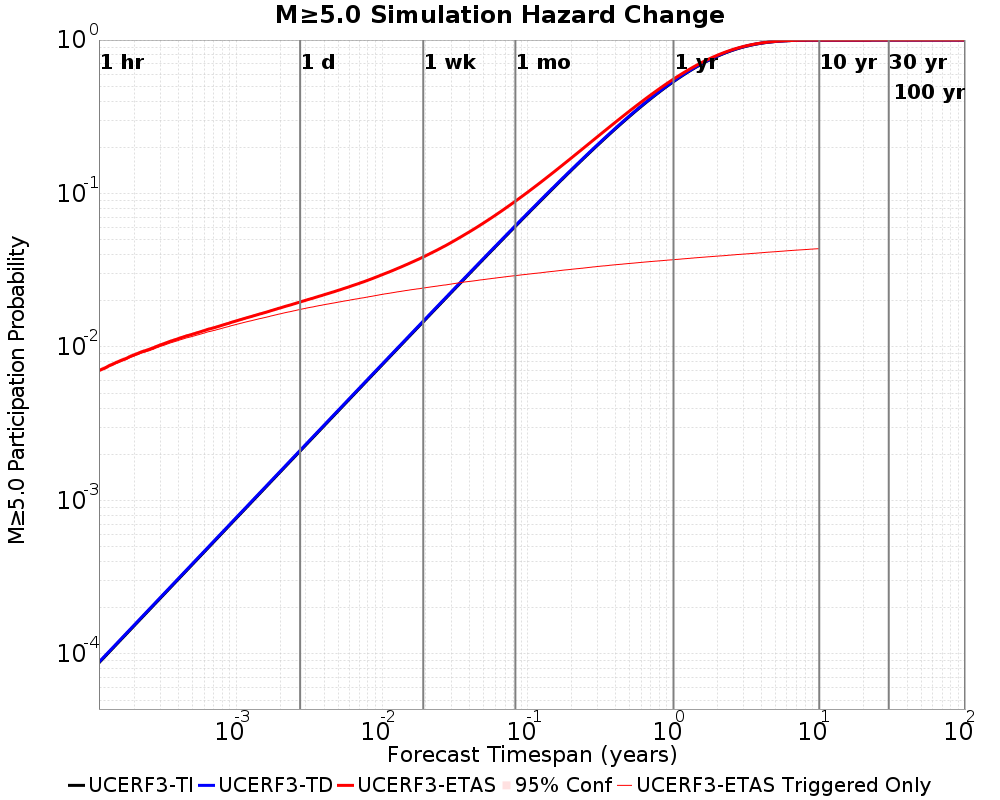 M≥5.0 Simulation Hazard Change
M≥5.0 Participation Probability
10^0
10^-1
10^-2
10^-3
10^-4
1 hr
1 d
1 wk
1 mo
1 yr
10 yr
30 yr
100 yr
10^-3
10^-2
10^-1
10^0
10^1
10^2
Forecast Timespan (years)
UCERF3-TI UCERF3-TD UCERF3-ETAS 95% Conf UCERF3-ETAS Triggered Only